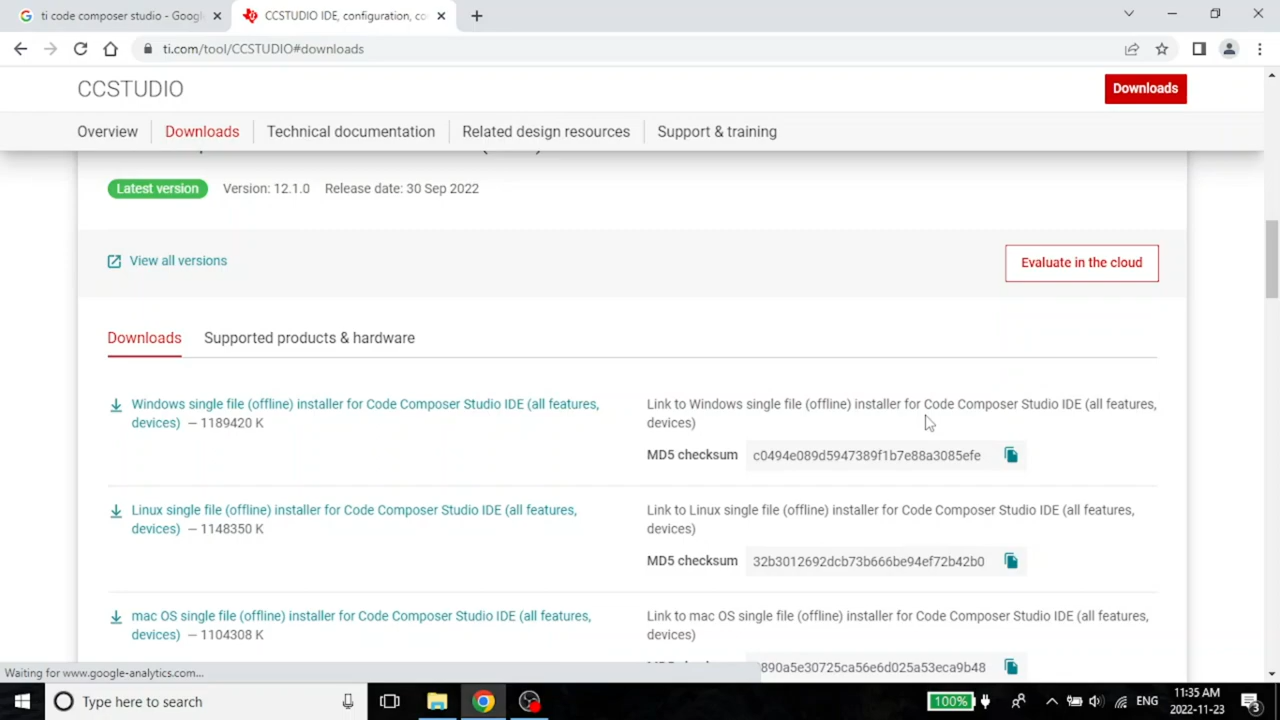 ti code composer studio - Goog
CCSTUDIO IDE, configuration, co
ti.com/tool/CCSTUDIO#downloads
CCSTUDIO
Downloads
Overview
Downloads
Technical documentation
Related design resources
Support & training
Latest version
Version: 12.1.0
Release date: 30 Sep 2022
View all versions
Evaluate in the cloud
Downloads
Supported products & hardware
Windows single file (offline) installer for Code Composer Studio IDE (all features,
devices) — 1189420 K
Link to Windows single file (offline) installer for Code Composer Studio IDE (all features,
devices)
MD5 checksum c0494e089d5947389f1b7e88a3085efe
Linux single file (offline) installer for Code Composer Studio IDE (all features,
devices) — 1148350 K
Link to Linux single file (offline) installer for Code Composer Studio IDE (all features,
devices)
MD5 checksum 32b3012692dcb73b666be94ef72b42b0
mac OS single file (offline) installer for Code Composer Studio IDE (all features,
devices) — 1104308 K
Link to mac OS single file (offline) installer for Code Composer Studio IDE (all features,
devices)
890a5e30725ca56e6d025a53eca9b48
Waiting for www.google-analytics.com...
Type here to search
100%
ENG
11:35 AM
2022-11-23
3